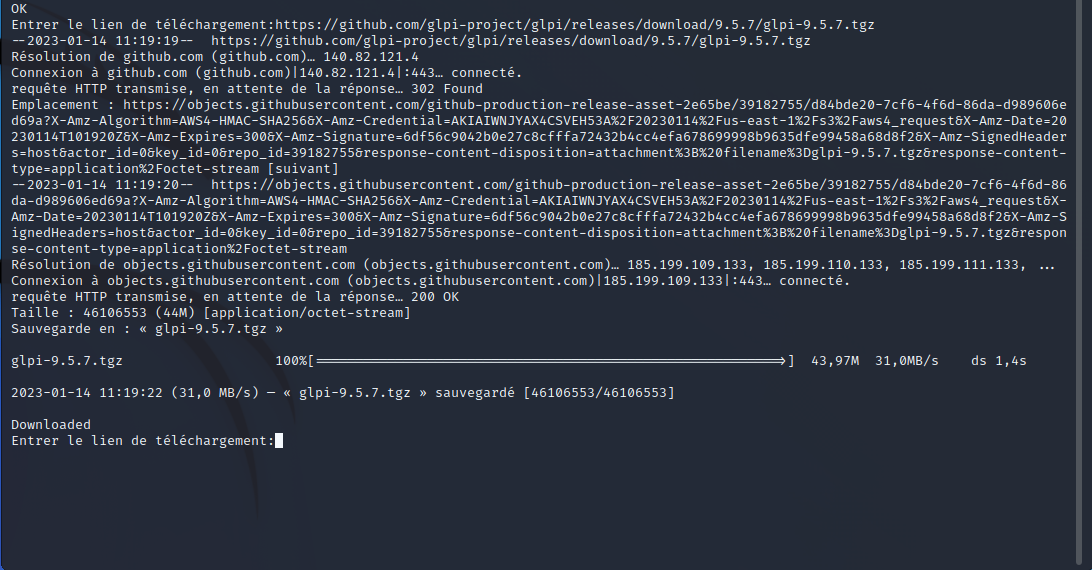 OK
Entrer le lien de téléchargement:https://github.com/glpi-project/glpi/releases/download/9.5.7/glpi-9.5.7.tgz
--2023-01-14 11:19:19--  https://github.com/glpi-project/glpi/releases/download/9.5.7/glpi-9.5.7.tgz
Résolution de github.com (github.com)… 140.82.121.4
Connexion à github.com (github.com)|140.82.121.4|:443… connecté.
requête HTTP transmise, en attente de la réponse… 302 Found
Emplacement : https://objects.githubusercontent.com/github-production-release-asset-2e65be/39182755/d84bde20-7cf6-4f6d-86da-d989606e
d69a?X-Amz-Algorithm=AWS4-HMAC-SHA256&X-Amz-Credential=AKIAIWNJYAX4CSVEH53A%2F20230114%2Fus-east-1%2Fs3%2Faws4_request&X-Amz-Date=20
230114T101920Z&X-Amz-Expires=300&X-Amz-Signature=6df56c9042b0e27c8cfffa72432b4cc4efa678699998b9635dfe99458a68d8f2&X-Amz-SignedHeader
s=host&actor_id=0&key_id=0&repo_id=39182755&response-content-disposition=attachment%3B%20filename%3Dglpi-9.5.7.tgz&response-content-
type=application%2Foctet-stream [suivant]
--2023-01-14 11:19:20--  https://objects.githubusercontent.com/github-production-release-asset-2e65be/39182755/d84bde20-7cf6-4f6d-86
da-d989606ed69a?X-Amz-Algorithm=AWS4-HMAC-SHA256&X-Amz-Credential=AKIAIWNJYAX4CSVEH53A%2F20230114%2Fus-east-1%2Fs3%2Faws4_request&X-
Amz-Date=20230114T101920Z&X-Amz-Expires=300&X-Amz-Signature=6df56c9042b0e27c8cfffa72432b4cc4efa678699998b9635dfe99458a68d8f2&X-Amz-S
ignedHeaders=host&actor_id=0&key_id=0&repo_id=39182755&response-content-disposition=attachment%3B%20filename%3Dglpi-9.5.7.tgz&respon
se-content-type=application%2Foctet-stream
Résolution de objects.githubusercontent.com (objects.githubusercontent.com)… 185.199.109.133, 185.199.110.133, 185.199.111.133, ...
Connexion à objects.githubusercontent.com (objects.githubusercontent.com)|185.199.109.133|:443… connecté.
requête HTTP transmise, en attente de la réponse… 200 OK
Taille : 46106553 (44M) [application/octet-stream]
Sauvegarde en : « glpi-9.5.7.tgz »
glpi-9.5.7.tgz                   100%[==========================================================>]  43,97M  31,0MB/s    ds 1,4s
2023-01-14 11:19:22 (31,0 MB/s) — « glpi-9.5.7.tgz » sauvegardé [46106553/46106553]
Downloaded
Entrer le lien de téléchargement: